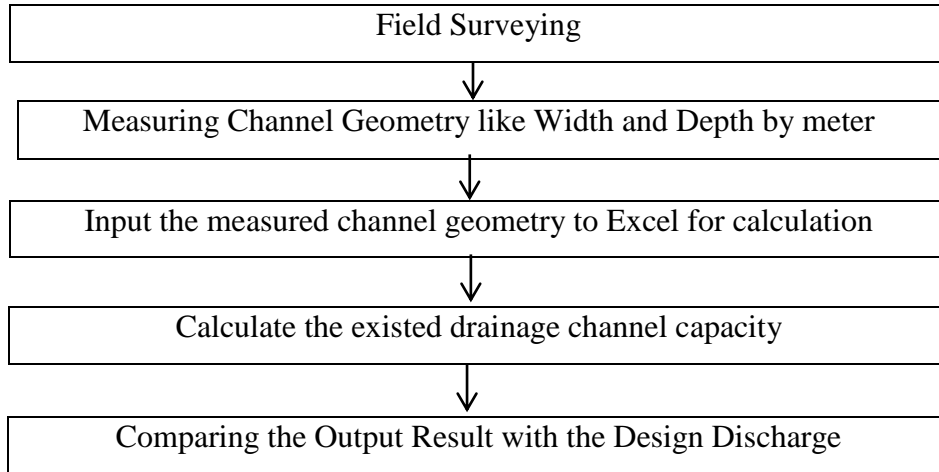 Field Surveying
Measuring Channel Geometry like Width and Depth by meter
Input the measured channel geometry to Excel for calculation
Calculate the existed drainage channel capacity
Comparing the Output Result with the Design Discharge